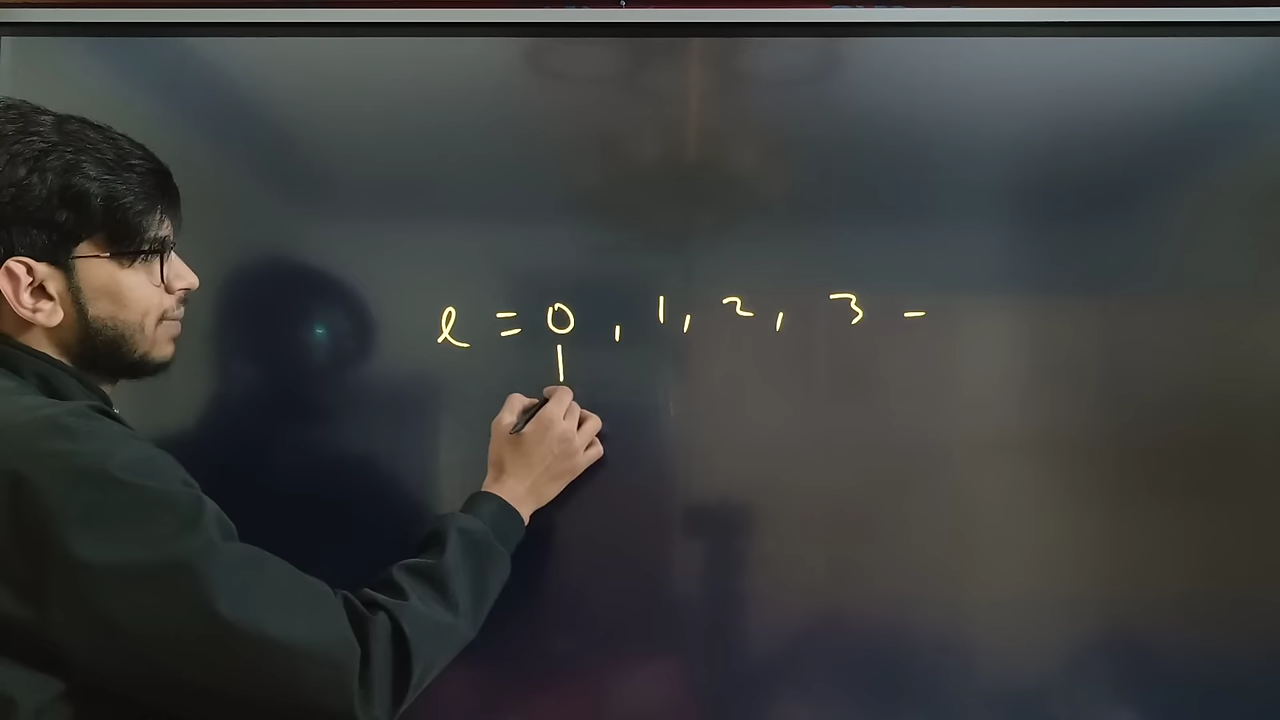 l = 0, 1, 2, 3 -